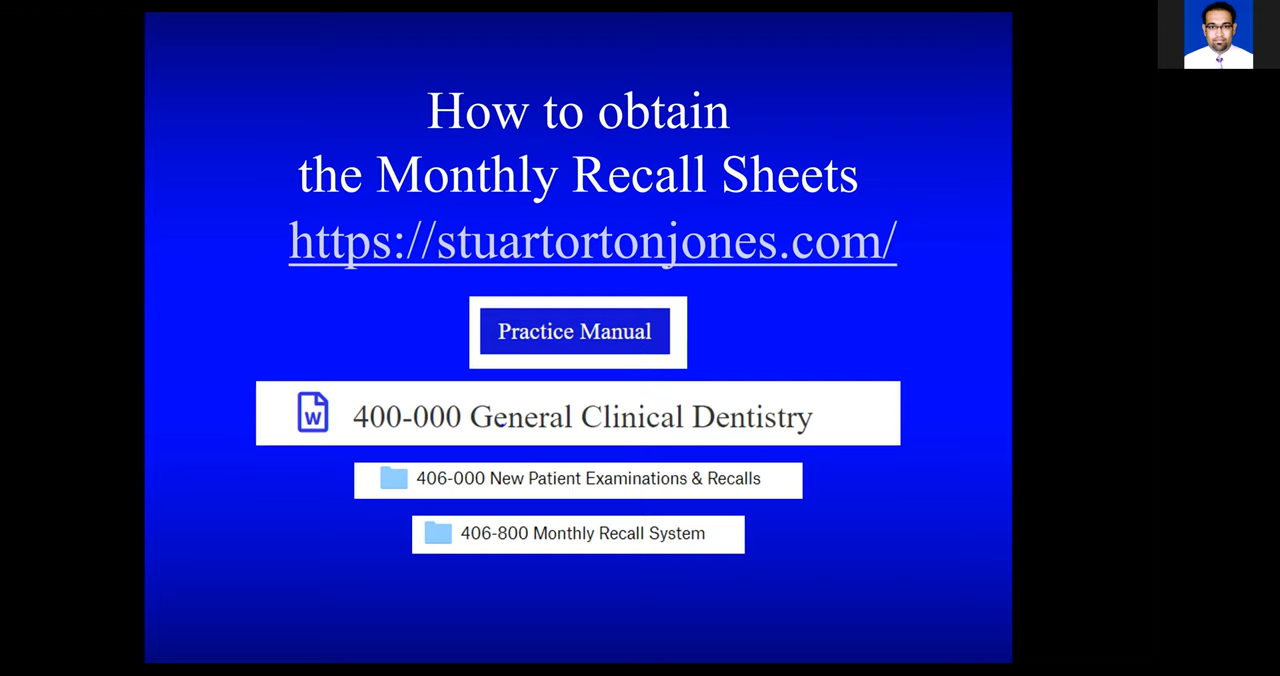 How to obtain
the Monthly Recall Sheets
https://stuartortonjones.com/
Practice Manual
W 400-000 General Clinical Dentistry
406-000 New Patient Examinations & Recalls
406-800 Monthly Recall System